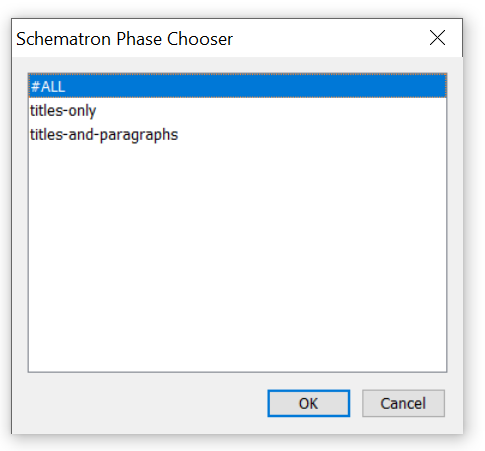 Schematron Phase Chooser
#ALL
titles-only
titles-and-paragraphs
OK Cancel